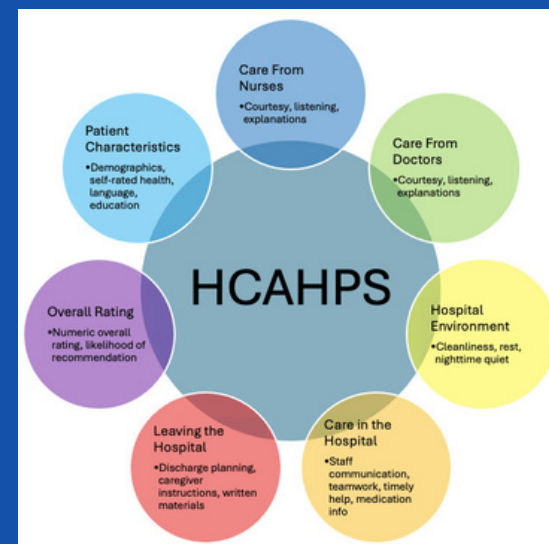 Care From
Nurses
•Courtesy, listening,
explanations
Care From
Doctors
•Courtesy, listening,
explanations
Hospital
Environment
•Cleanliness, rest,
nighttime quiet
Care in the
Hospital
•Staff
communication,
teamwork, timely
help, medication
info
Leaving the
Hospital
•Discharge planning,
caregiver
instructions, written
materials
Overall Rating
•Numeric overall
rating, likelihood of
recommendation
Patient
Characteristics
•Demographics,
self-rated health,
language,
education
HCAHPS